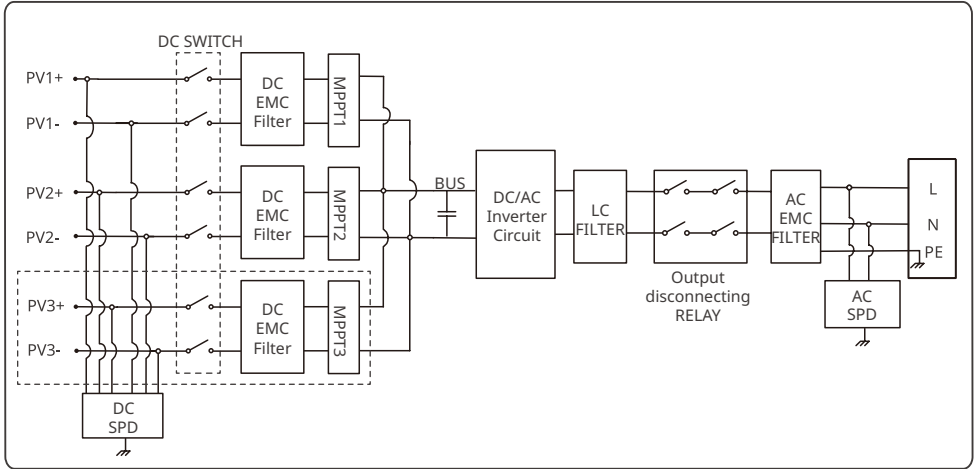 DC SWITCH
PV1+
PV1-
DC
EMC
Filter
MPPT1
PV2+
PV2-
DC
EMC
Filter
MPPT2
BUS
DC/AC
Inverter
Circuit
LC
FILTER
Output
disconnecting
RELAY
AC
EMC
FILTER
L
N
PE
AC
SPD
PV3+
PV3-
DC
EMC
Filter
MPPT3
DC
SPD